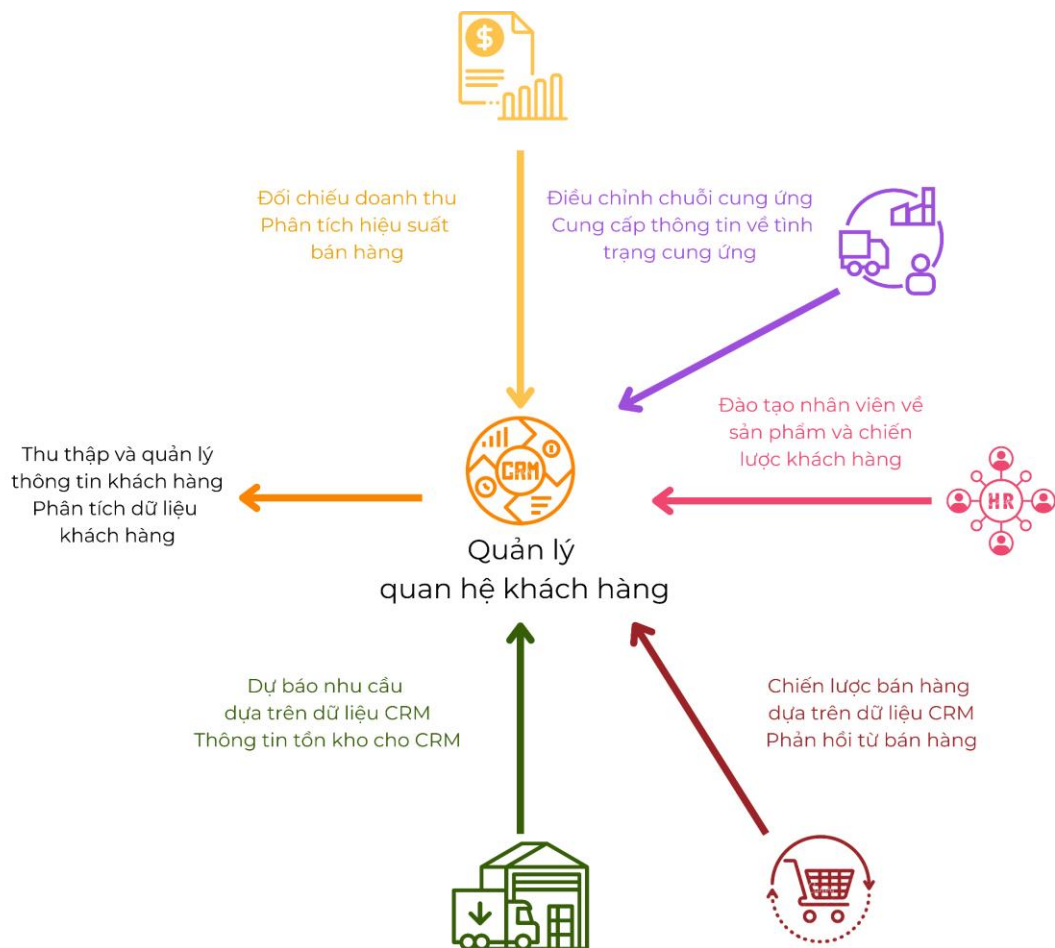 Đối chiếu doanh thu
Phân tích hiệu suất
bán hàng
Điều chỉnh chuỗi cung ứng
Cung cấp thông tin về tình
trạng cung ứng
Đào tạo nhân viên về
sản phẩm và chiến
lược khách hàng
HR
Thu thập và quản lý
thông tin khách hàng
Phân tích dữ liệu
khách hàng
CRM
Quản lý
quan hệ khách hàng
Dự báo nhu cầu
dựa trên dữ liệu CRM
Thông tin tồn kho cho CRM
Chiến lược bán hàng
dựa trên dữ liệu CRM
Phản hồi từ bán hàng